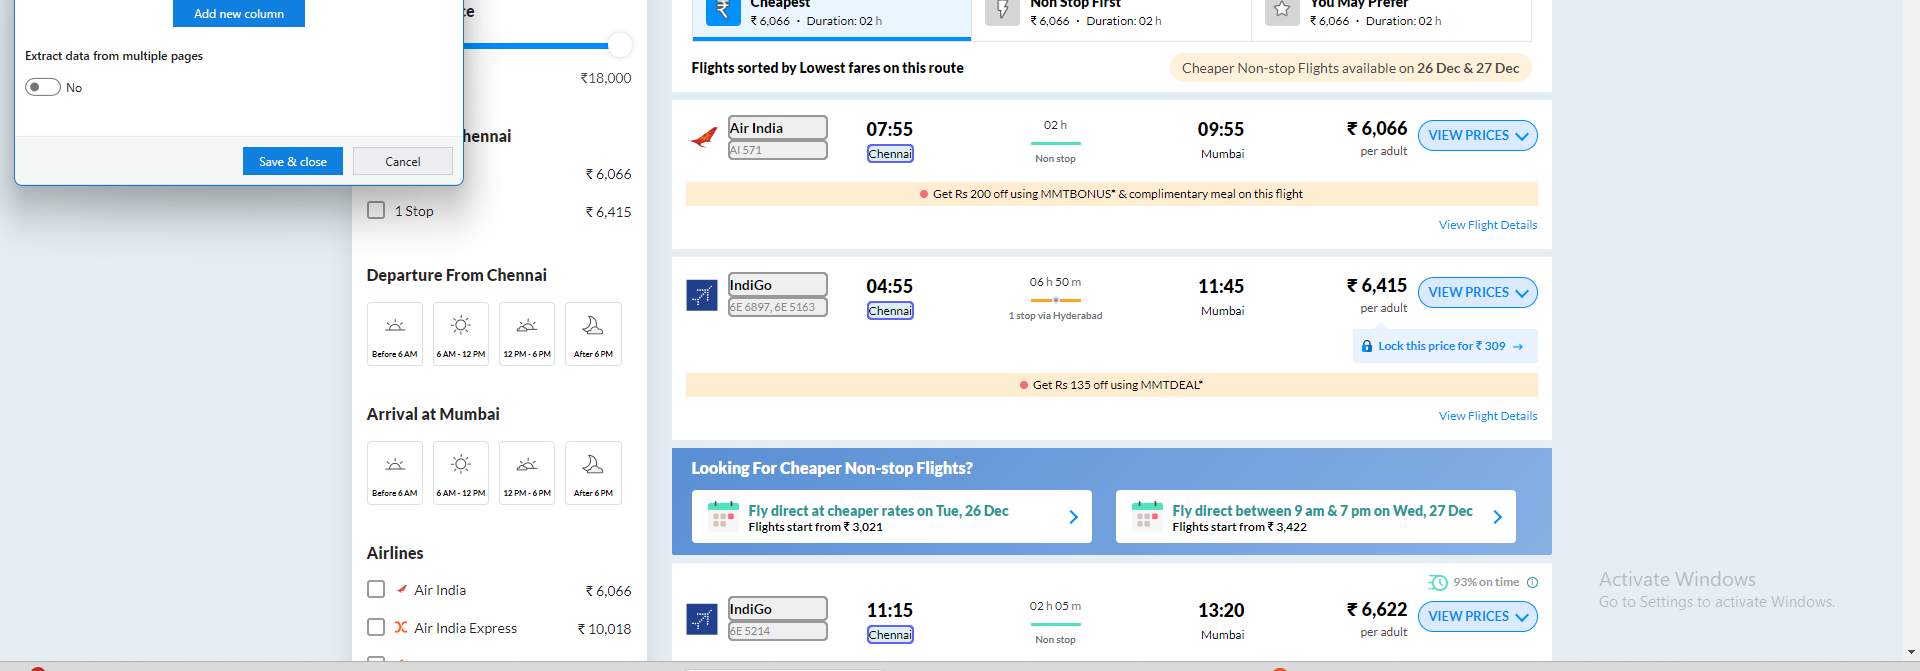 Add new column
Extract data from multiple pages
No
Save & close
Cancel
te
₹18,000
hennai
₹ 6,066
1 Stop
₹ 6,415
Departure From Chennai
Before 6 AM
6 AM - 12 PM
12 PM - 6 PM
After 6 PM
Arrival at Mumbai
Before 6 AM
6 AM - 12 PM
12 PM - 6 PM
After 6 PM
Airlines
Air India
₹ 6,066
Air India Express
₹ 10,018
Cheapest
₹ 6,066 · Duration: 02 h
Non Stop First
₹ 6,066 · Duration: 02 h
You May Prefer
₹ 6,066 · Duration: 02 h
Flights sorted by Lowest fares on this route
Cheaper Non-stop Flights available on 26 Dec & 27 Dec
Air India
AI 571
07:55
Chennai
02 h
Non stop
09:55
Mumbai
₹ 6,066
per adult
VIEW PRICES
Get Rs 200 off using MMTBONUS* & complimentary meal on this flight
View Flight Details
IndiGo
6E 6897, 6E 5163
04:55
Chennai
06 h 50 m
1 stop via Hyderabad
11:45
Mumbai
₹ 6,415
per adult
VIEW PRICES
Lock this price for ₹ 309 →
Get Rs 135 off using MMTDEAL*
View Flight Details
Looking For Cheaper Non-stop Flights?
Fly direct at cheaper rates on Tue, 26 Dec
Flights start from ₹ 3,021
Fly direct between 9 am & 7 pm on Wed, 27 Dec
Flights start from ₹ 3,422
93% on time
IndiGo
6E 5214
11:15
Chennai
02 h 05 m
Non stop
13:20
Mumbai
₹ 6,622
per adult
VIEW PRICES
Activate Windows
Go to Settings to activate Windows.